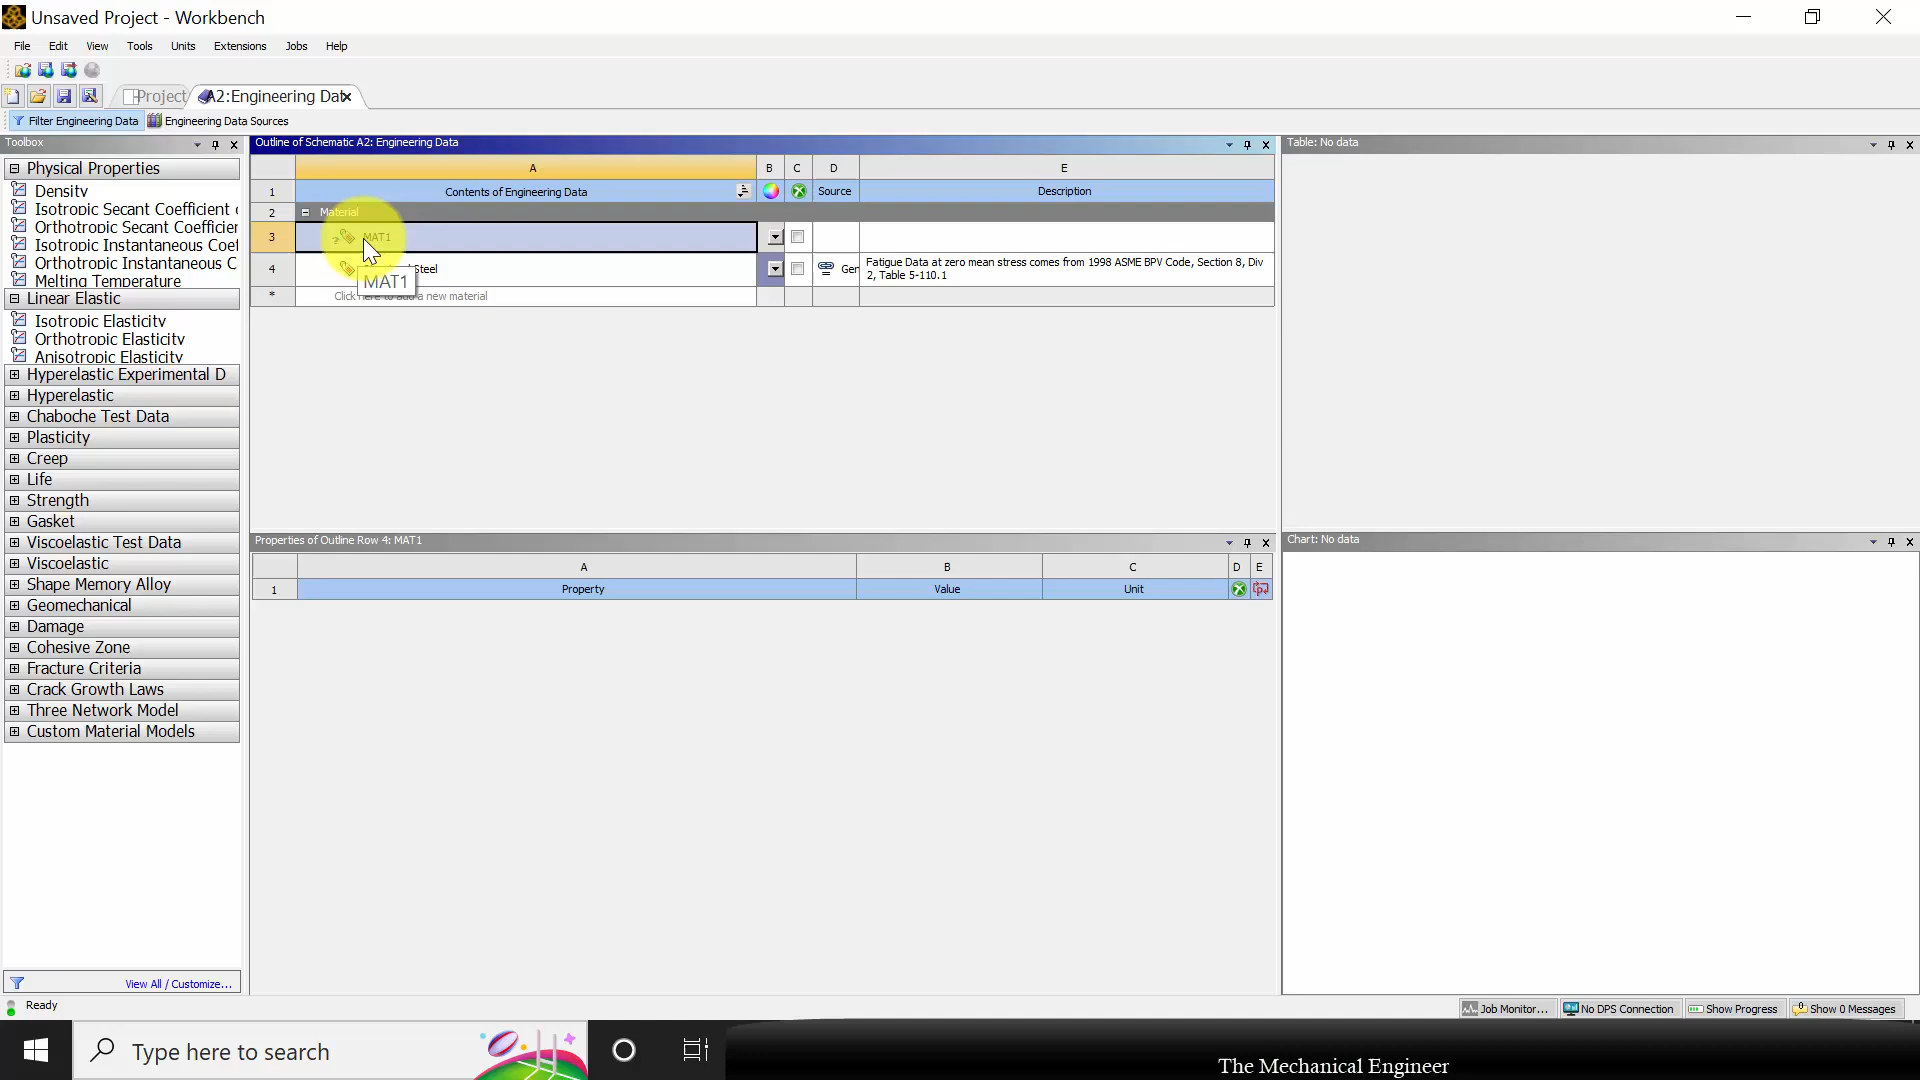 Unsaved Project - Workbench
File Edit View Tools Units Extensions Jobs Help
Project A2:Engineering Data
Filter Engineering Data Engineering Data Sources
Toolbox
Physical Properties
Density
Isotropic Secant Coefficient
Orthotropic Secant Coefficier
Isotropic Instantaneous Coef
Orthotropic Instantaneous C
Melting Temperature
Linear Elastic
Isotropic Elasticity
Orthotropic Elasticity
Anisotropic Elasticity
Hyperelastic Experimental D
Hyperelastic
Chaboche Test Data
Plasticity
Creep
Life
Strength
Gasket
Viscoelastic Test Data
Viscoelastic
Shape Memory Alloy
Geomechanical
Damage
Cohesive Zone
Fracture Criteria
Crack Growth Laws
Three Network Model
Custom Material Models
View All / Customize...
Outline of Schematic A2: Engineering Data
A B C D E
1 Contents of Engineering Data Source Description
2 Material
3 MAT1
4 Steel Ger Fatigue Data at zero mean stress comes from 1998 ASME BPV Code, Section 8, Div
2, Table 5-110.1
MAT1
* Click here to add a new material
Properties of Outline Row 4: MAT1
A B C D E
1 Property Value Unit
Table: No data
Chart: No data
Ready
Job Monitor... No DPS Connection Show Progress Show 0 Messages
Type here to search
The Mechanical Engineer